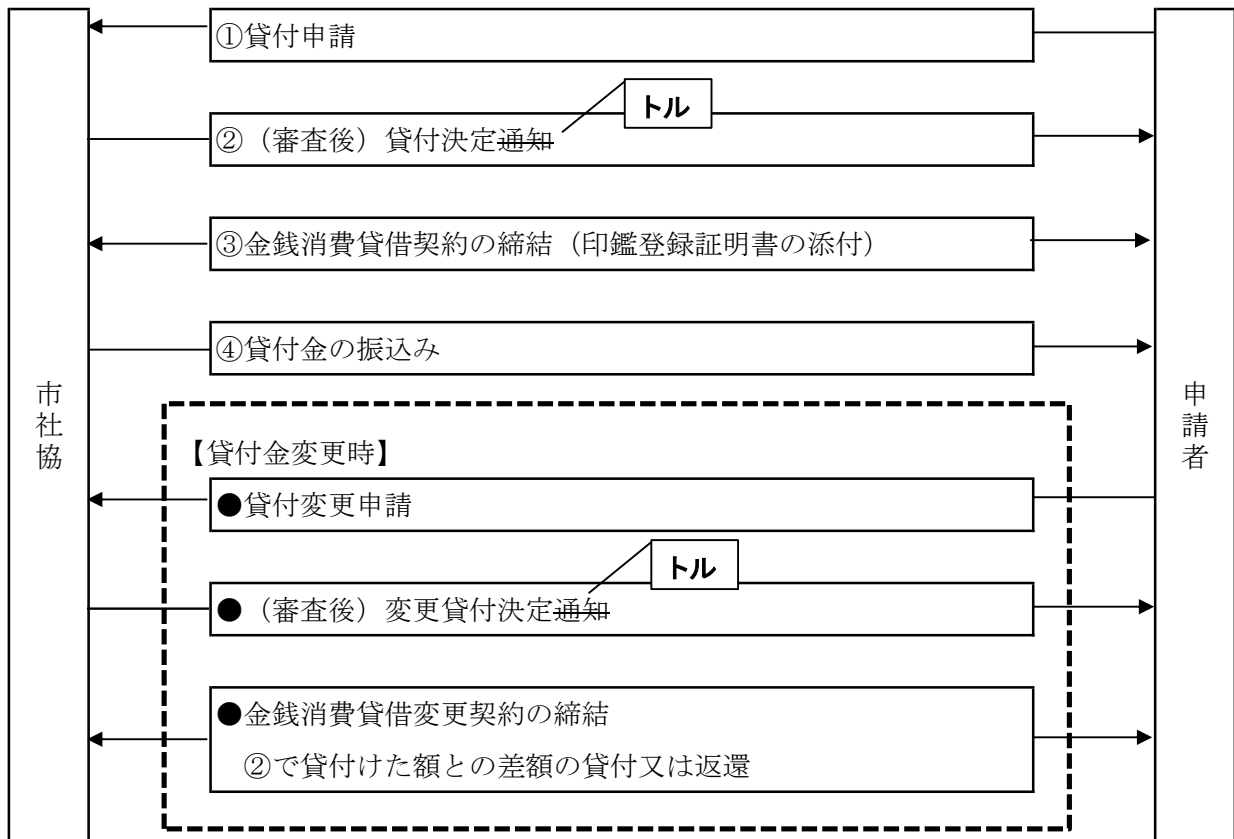 ①貸付申請
トル
②（審査後）貸付決定通知
③金銭消費貸借契約の締結（印鑑登録証明書の添付）
④貸付金の振込み
市社協
申請者
【貸付金変更時】
●貸付変更申請
トル
●（審査後）変更貸付決定通知
●金銭消費貸借変更契約の締結
②で貸付けた額との差額の貸付又は返還